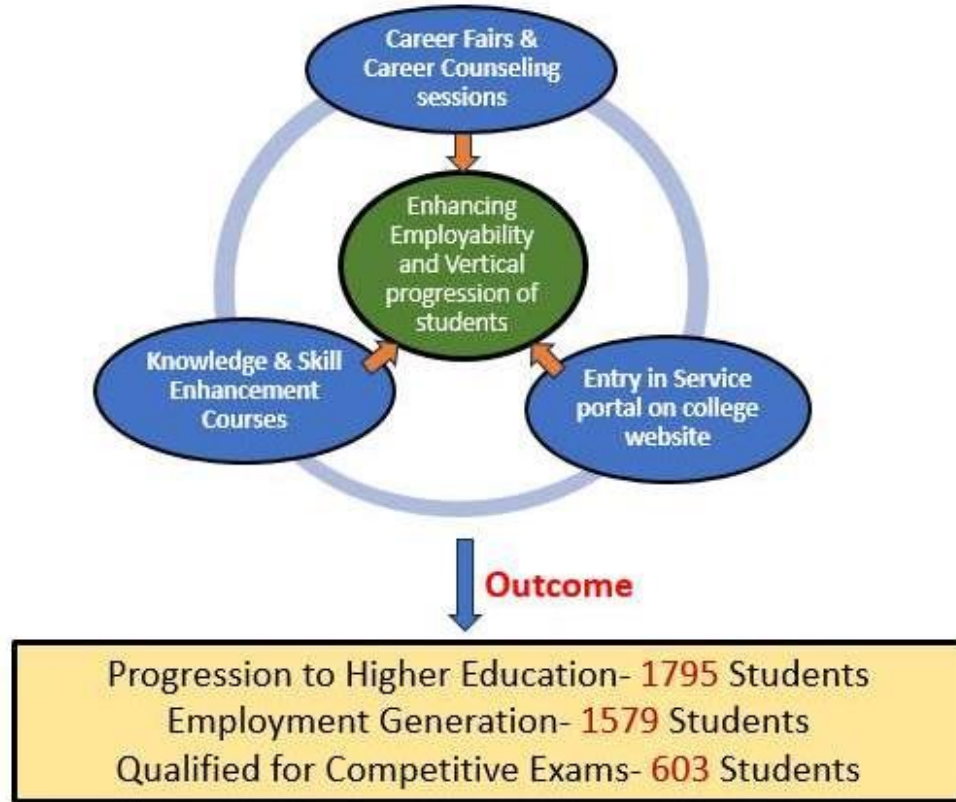 Career Fairs &
Career Counseling
sessions
Enhancing
Employability
and Vertical
progression of
students
Knowledge & Skill
Enhancement
Courses
Entry in Service
portal on college
website
Outcome
Progression to Higher Education- 1795 Students
Employment Generation- 1579 Students
Qualified for Competitive Exams- 603 Students